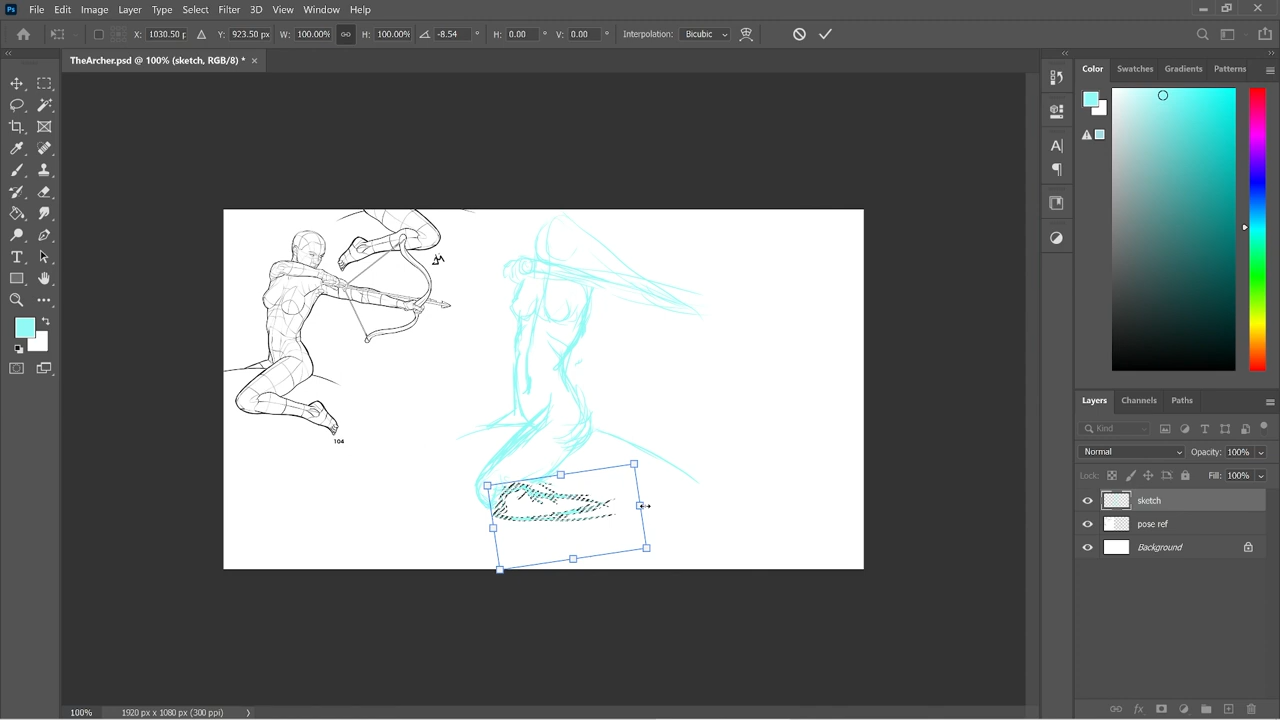 Ps File Edit Image Layer Type Select Filter 3D View Window Help
X: 1030.50 p Y: 923.50 px W: 100.00% H: 100.00% -8.54 ° H: 0.00 ° V: 0.00 ° Interpolation: Bicubic
TheArcher.psd @ 100% (sketch, RGB/8) *
Color Swatches Gradients Patterns
104
Layers Channels Paths
Kind
Normal Opacity: 100%
Lock: Fill: 100%
sketch
pose ref
Background
fx
100% 1920 px x 1080 px (300 ppi)